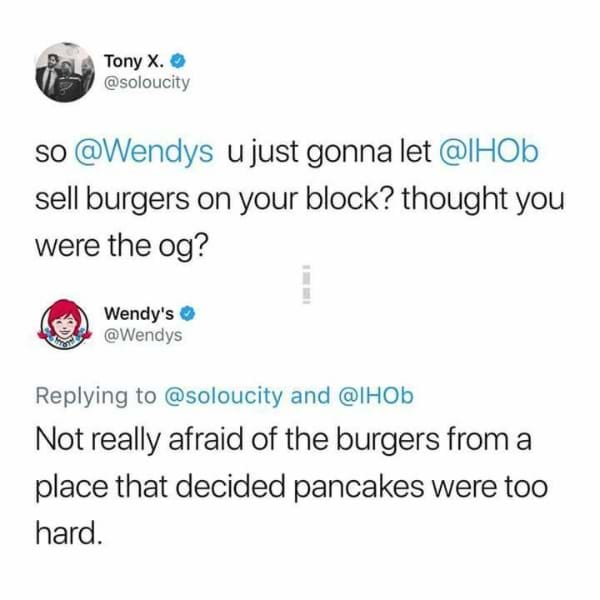 Tony X.
@soloucity
so @Wendys u just gonna let @IHOb
sell burgers on your block? thought you
were the og?
Wendy's
@Wendys
Replying to @soloucity and @IHOb
Not really afraid of the burgers from a
place that decided pancakes were too
hard.